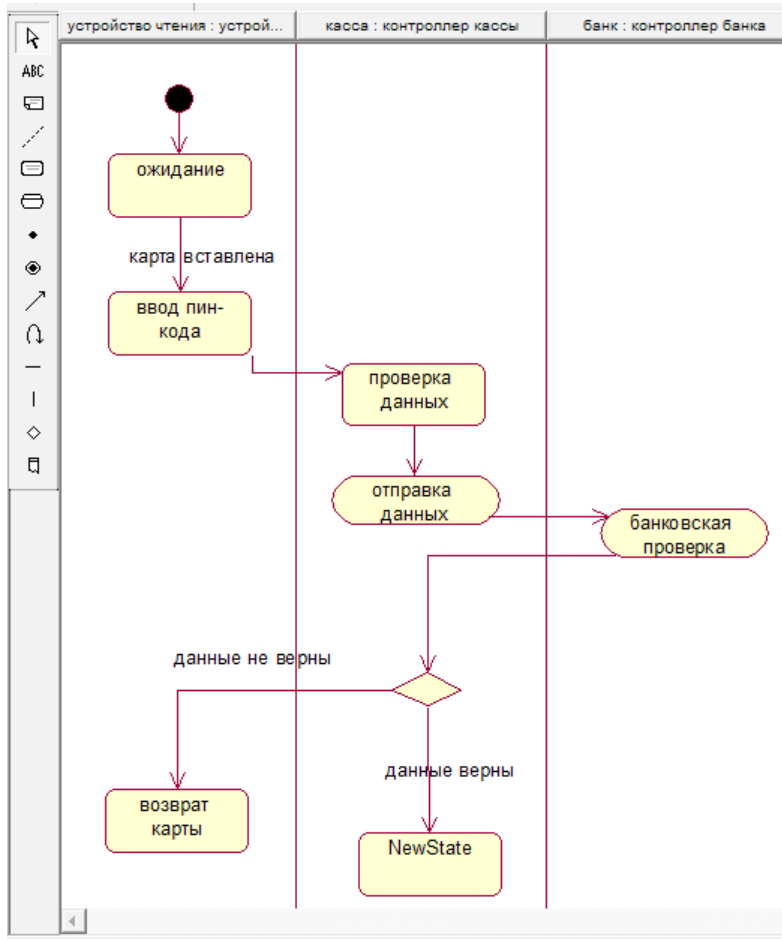 устройство чтения : устрой...
касса : контроллер кассы
банк : контроллер банка
ABC
ожидание
карта вставлена
ввод пин-
кода
проверка
данных
отправка
данных
банковская
проверка
данные не верны
данные верны
возврат
карты
NewState